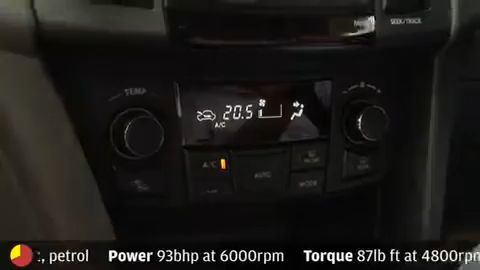 SEEK/TRACK
TEMP
20.5
A/C
A/C
AUTO
MODE
petrol Power 93bhp at 6000rpm Torque 87lb ft at 4800rpm